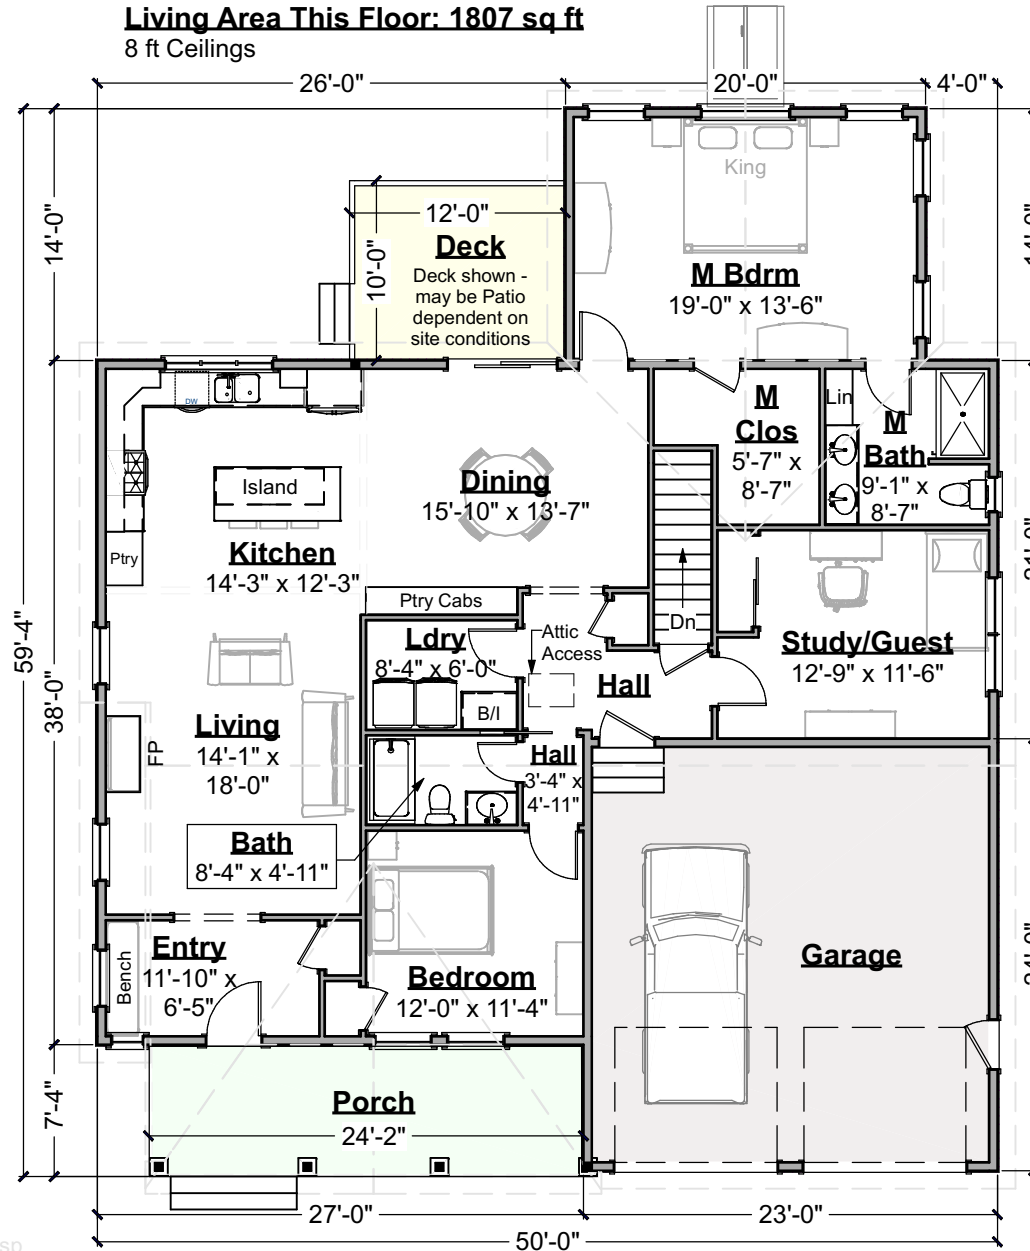 Living Area This Floor: 1807 sq ft
8 ft Ceilings
26'-0"
20'-0"
4'-0"
14'-0"
12'-0"
10'-0"
Deck
Deck shown -
may be Patio
dependent on
site conditions
King
M Bdrm
19'-0" x 13'-6"
DW
Island
Ptry
Kitchen
14'-3" x 12'-3"
Dining
15'-10" x 13'-7"
M
Clos
5'-7" x
8'-7"
Lin
M
Bath
9'-1" x
8'-7"
Ptry Cabs
Ldry
8'-4" x 6'-0"
B/I
Attic
Access
Dn
Hall
Study/Guest
12'-9" x 11'-6"
59'-4"
38'-0"
Living
14'-1" x
18'-0"
FP
Hall
3'-4" x
4'-11"
Bath
8'-4" x 4'-11"
Entry
11'-10" x
6'-5"
Bench
Bedroom
12'-0" x 11'-4"
Garage
7'-4"
Porch
24'-2"
27'-0"
23'-0"
50'-0"
sp